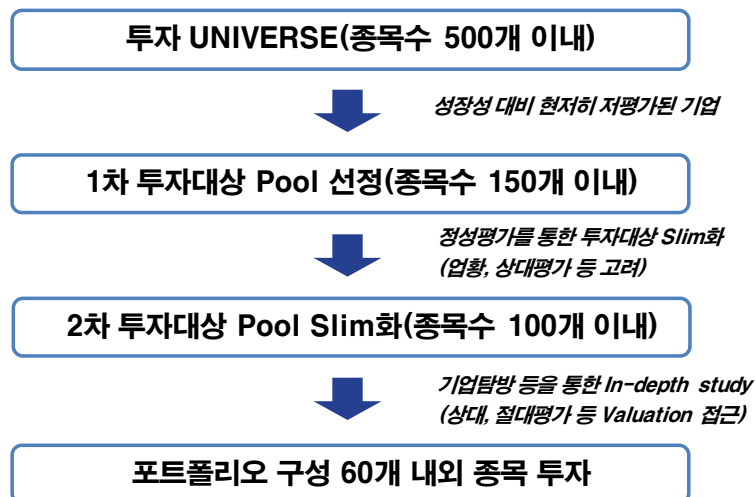 투자 UNIVERSE(종목수 500개 이내)
성장성 대비 현저히 저평가된 기업
1차 투자대상 Pool 선정(종목수 150개 이내)
정성평가를 통한 투자대상 Slim화
(업황, 상대평가 등 고려)
2차 투자대상 Pool Slim화(종목수 100개 이내)
기업탐방 등을 통한 In-depth study
(상대, 절대평가 등 Valuation 접근)
포트폴리오 구성 60개 내외 종목 투자